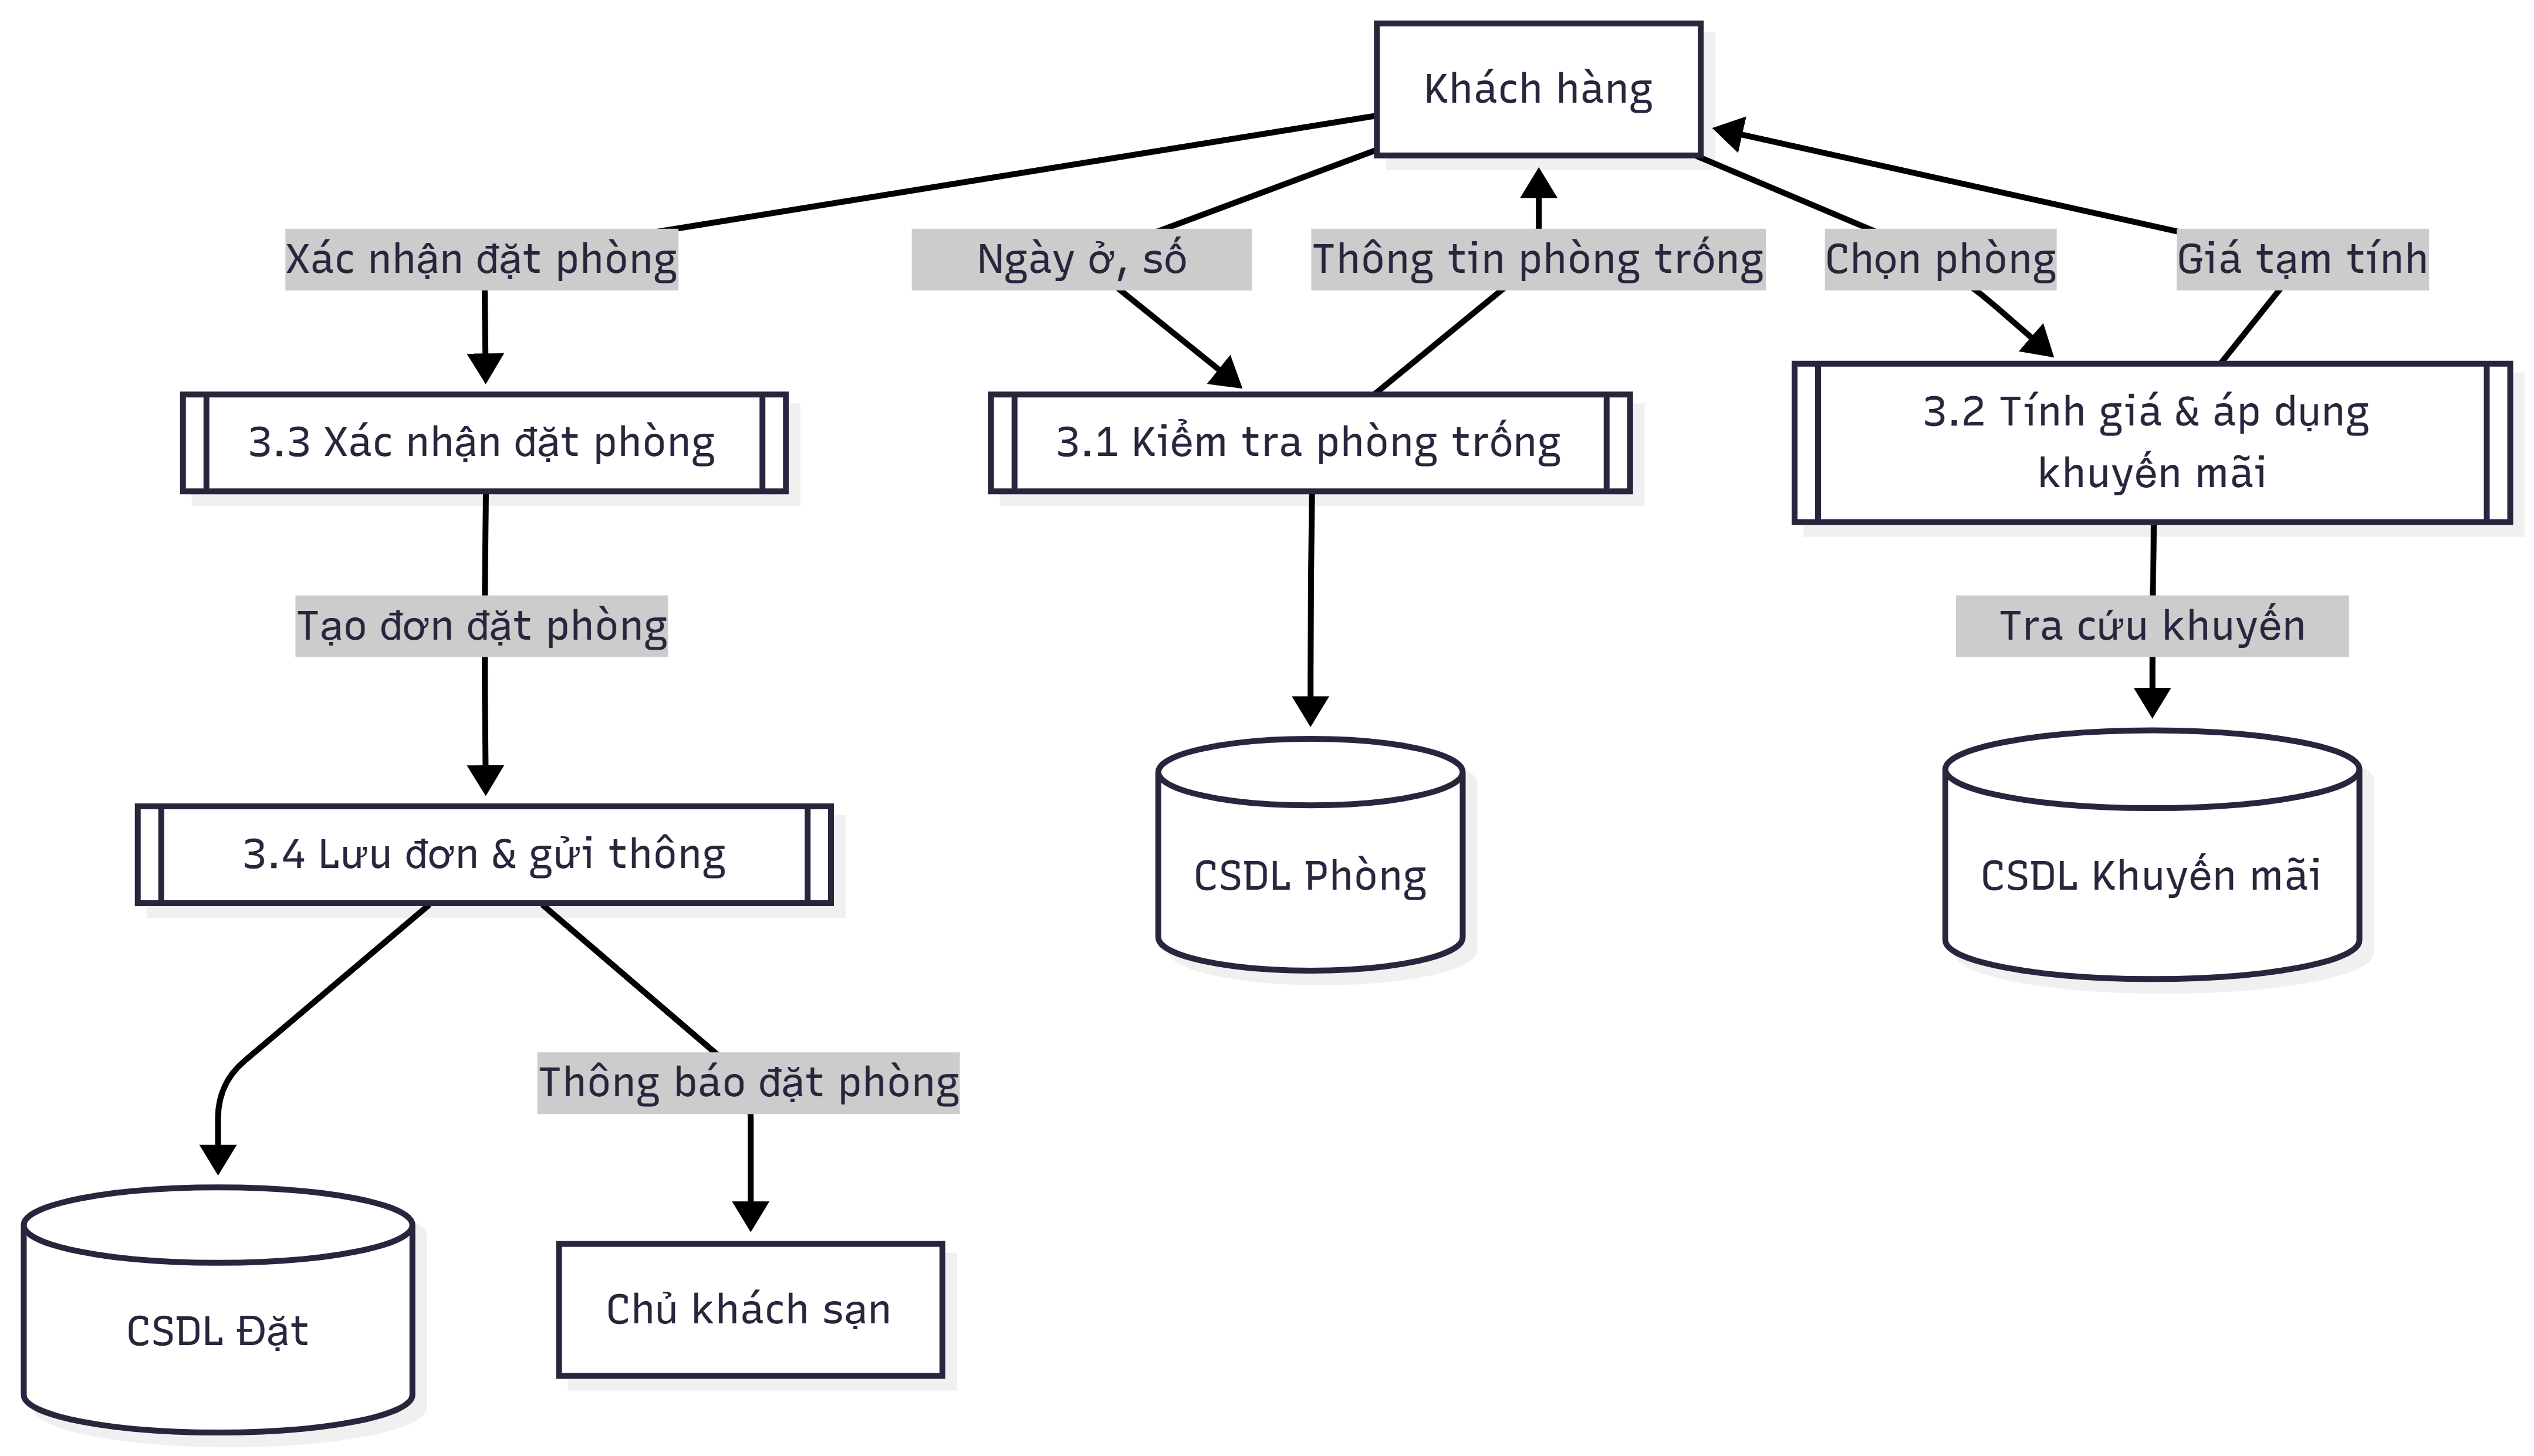 Khách hàng
Xác nhận đặt phòng
Ngày ở, số
Thông tin phòng trống
Chọn phòng
Giá tạm tính
3.3 Xác nhận đặt phòng
3.1 Kiểm tra phòng trống
3.2 Tính giá & áp dụng
khuyến mãi
Tạo đơn đặt phòng
Tra cứu khuyến
3.4 Lưu đơn & gửi thông
CSDL Phòng
CSDL Khuyến mãi
Thông báo đặt phòng
CSDL Đặt
Chủ khách sạn